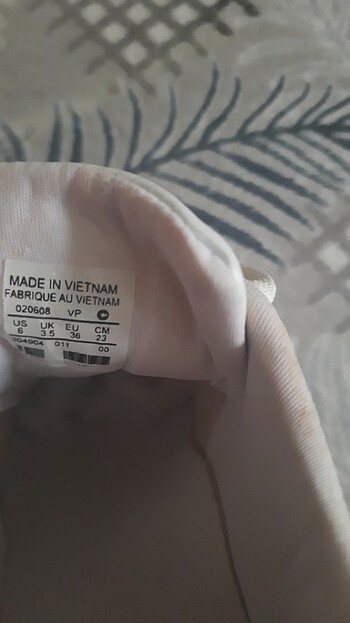 MADE IN VIETNAM
FABRIQUE AU VIETNAM
020608 VP ©
US UK EU CM
6 3.5 36 23
304904 011 00